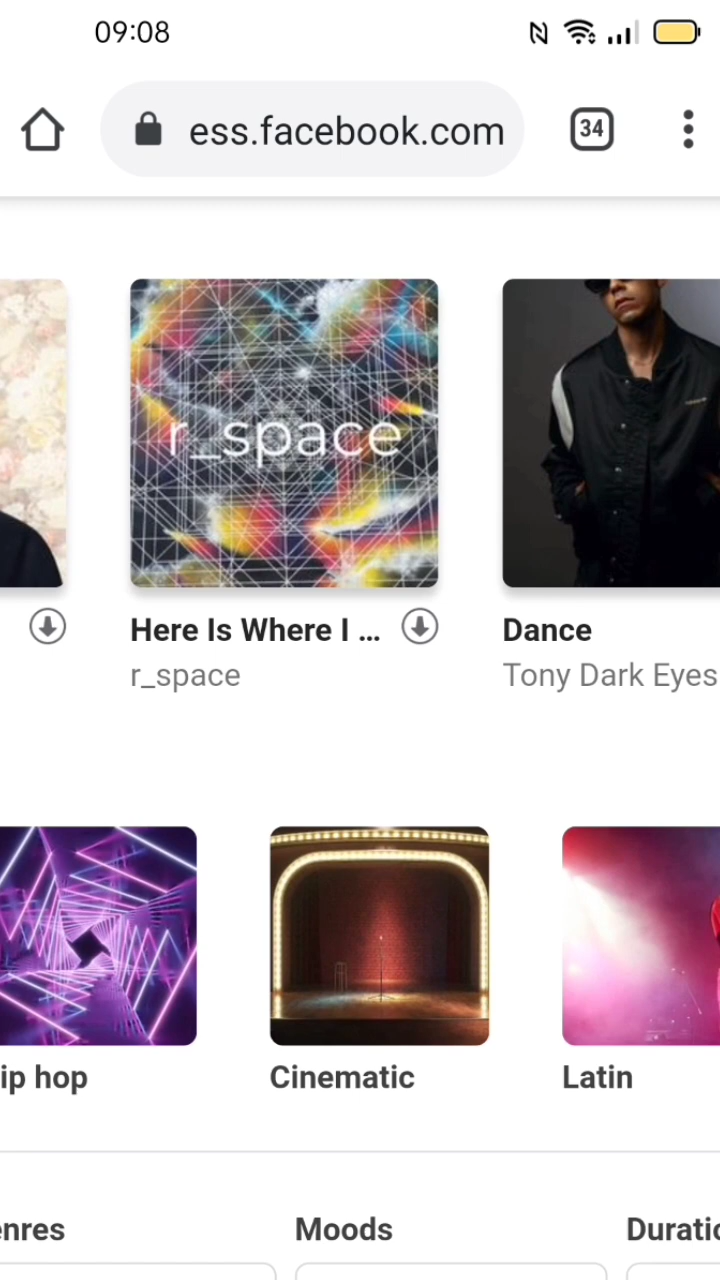 09:08
ess.facebook.com
34
r_space
Here Is Where I ...
r_space
Dance
Tony Dark Eyes
ip hop
Cinematic
Latin
enres
Moods
Duratio